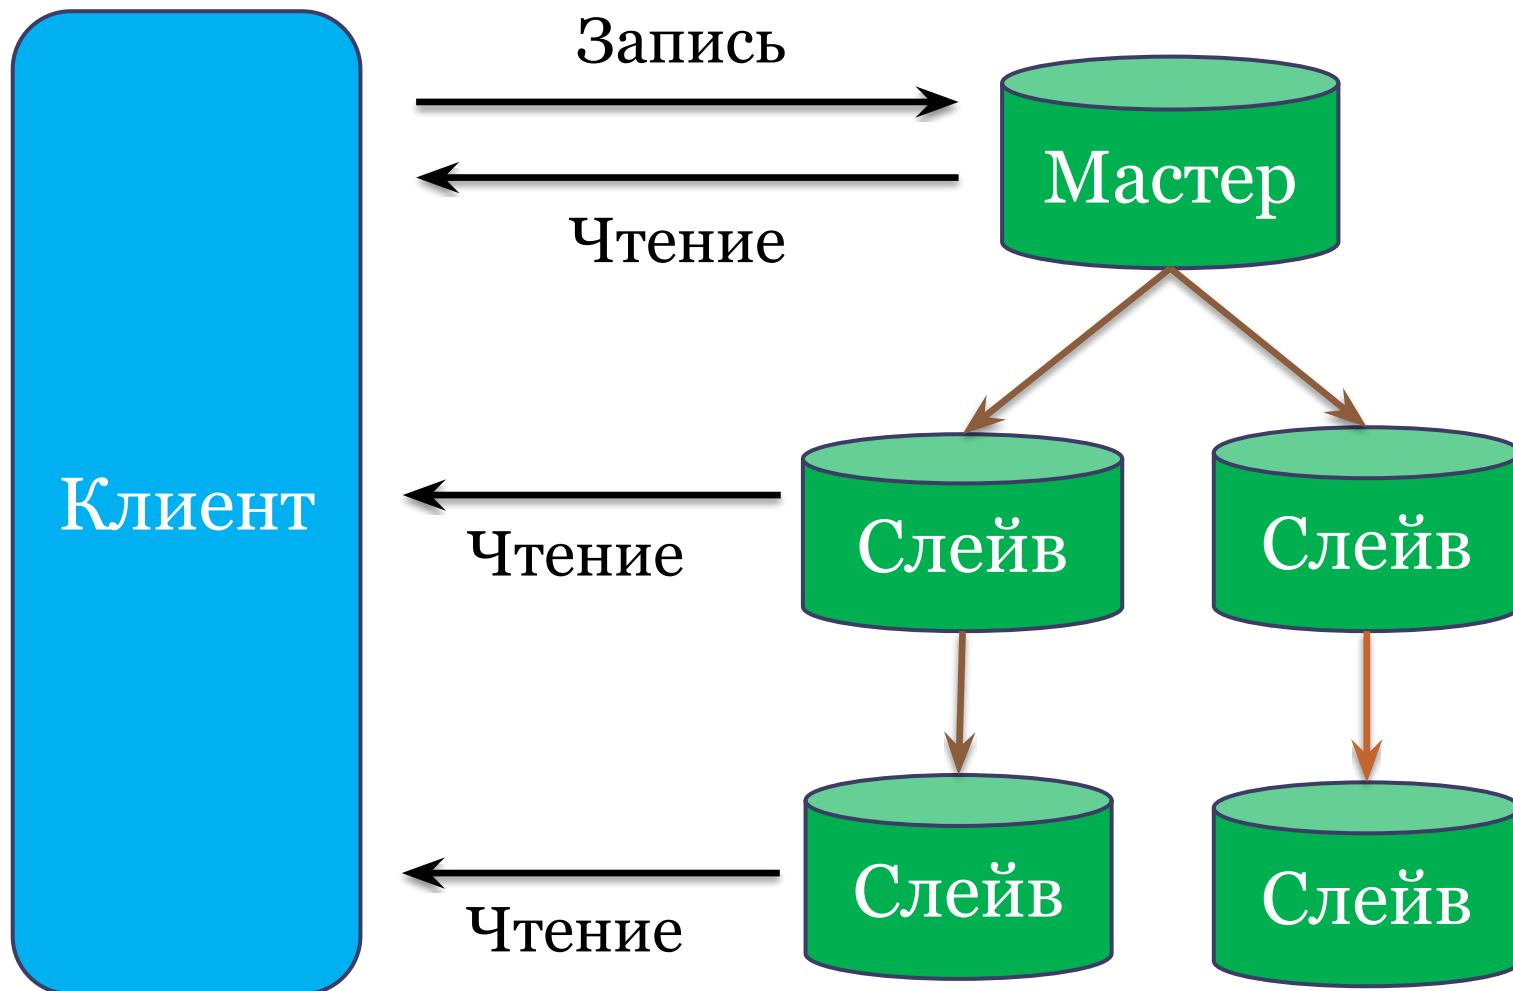 Запись
Мастер
Чтение
Клиент
Чтение
Слейв
Слейв
Чтение
Слейв
Слейв